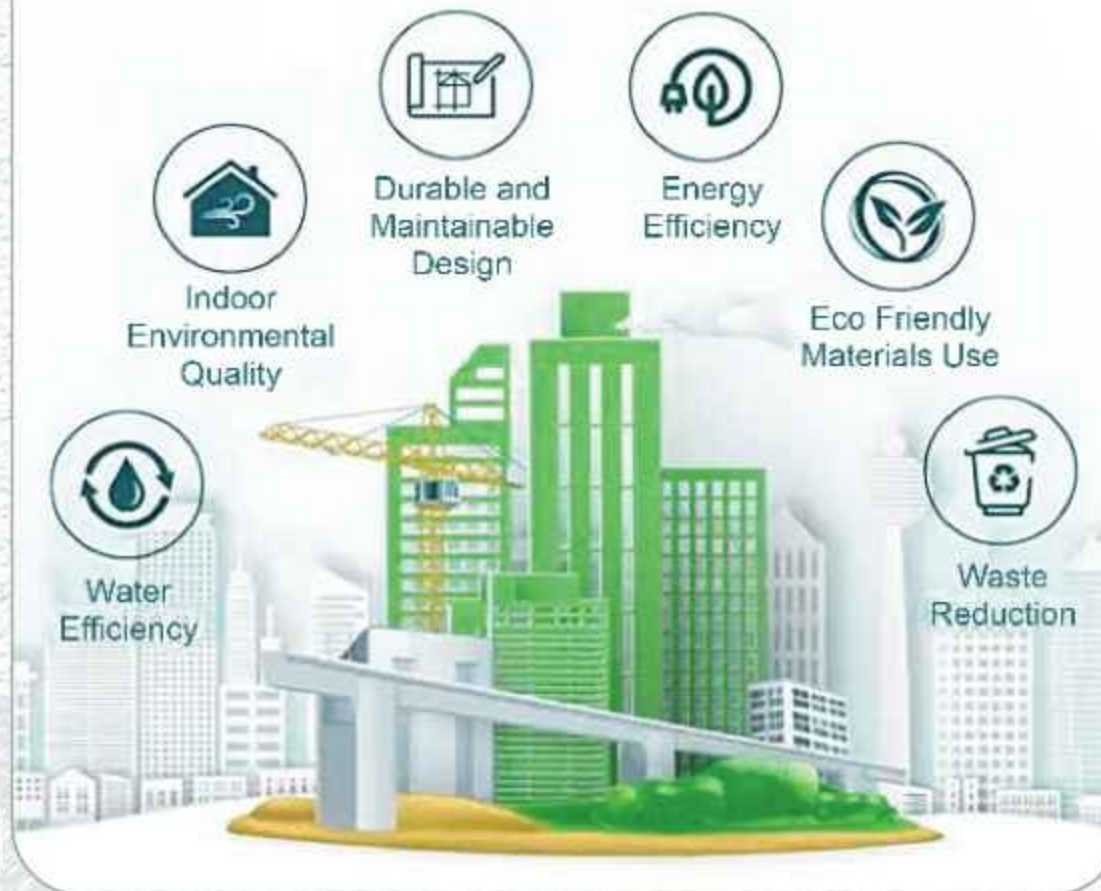 Durable and
Maintainable
Design
Energy
Efficiency
Indoor
Environmental
Quality
Eco Friendly
Materials Use
Water
Efficiency
Waste
Reduction